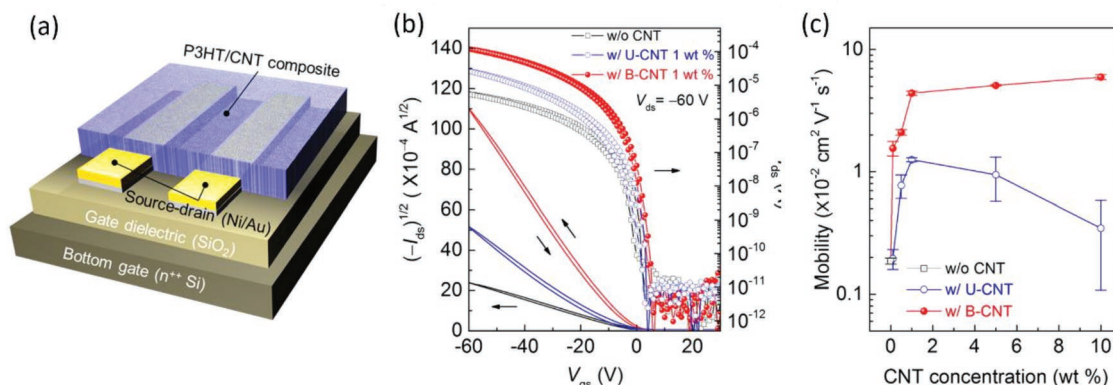 (a)
P3HT/CNT composite
Source-drain (Ni/Au)
Gate dielectric (SiO₂)
Bottom gate (n⁺⁺ Si)
(b)
w/o CNT
w/ U-CNT 1 wt %
w/ B-CNT 1 wt %
V_ds = −60 V
140
120
100
80
60
40
20
0
(−I_ds)^1/2 (X10⁻⁴ A^1/2)
10⁻³
10⁻⁴
10⁻⁵
10⁻⁶
10⁻⁷
10⁻⁸
10⁻⁹
10⁻¹⁰
10⁻¹¹
10⁻¹²
-60
-40
-20
0
20
V_gs (V)
(c)
Mobility (X10⁻² cm² V⁻¹ s⁻¹)
10
1
0.1
w/o CNT
w/ U-CNT
w/ B-CNT
0
2
4
6
8
10
CNT concentration (wt %)